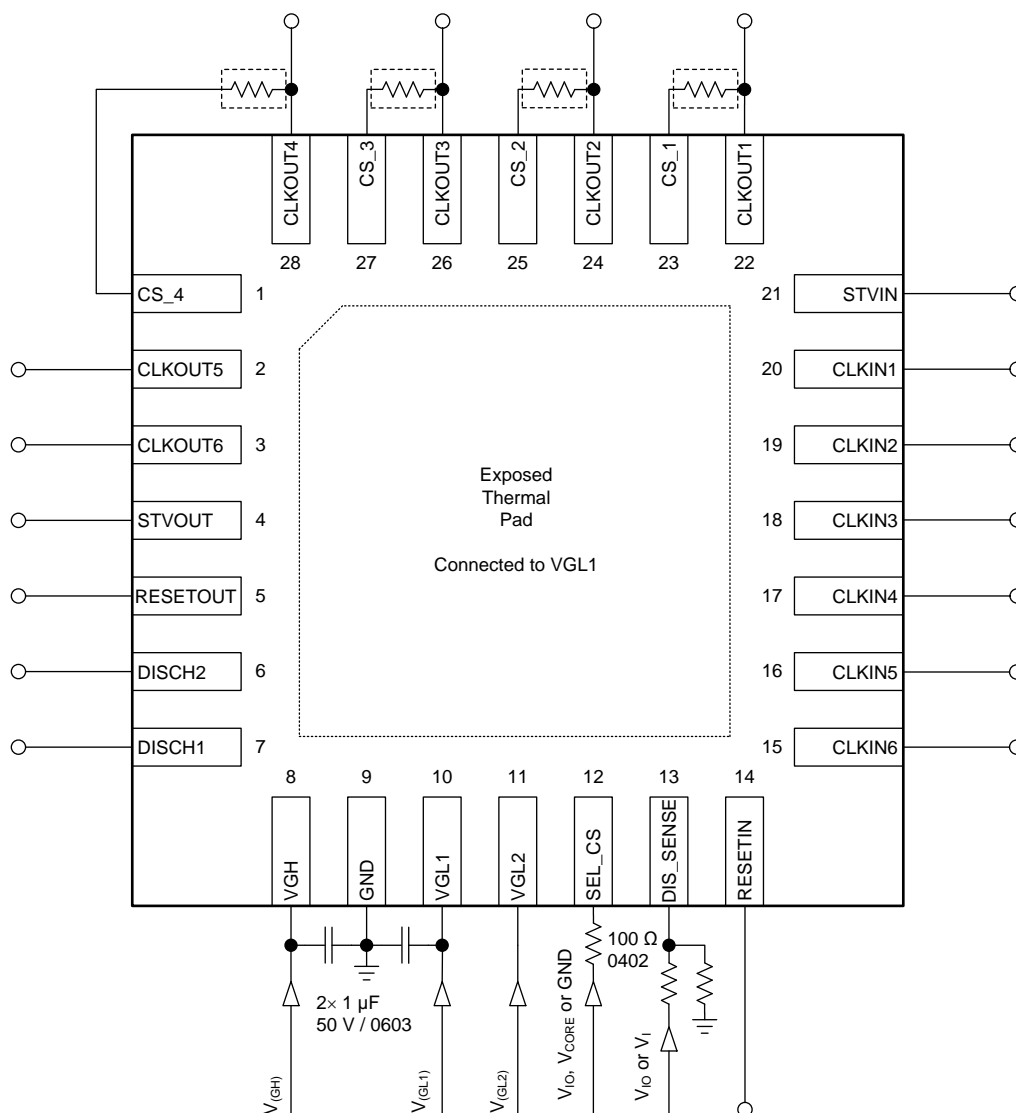 CLKOUT4
CS_3
CLKOUT3
CS_2
CLKOUT2
CS_1
CLKOUT1
28
27
26
25
24
23
22
CS_4
1
21
STVIN
CLKOUT5
2
20
CLKIN1
CLKOUT6
3
19
CLKIN2
STVOUT
4
18
CLKIN3
RESETOUT
5
17
CLKIN4
DISCH2
6
16
CLKIN5
DISCH1
7
15
CLKIN6
Exposed
Thermal
Pad
Connected to VGL1
8
9
10
11
12
13
14
VGH
GND
VGL1
VGL2
SEL_CS
DIS_SENSE
RESETIN
100 Ω
0402
2× 1 µF
50 V / 0603
V(GH)
V(GL1)
V(GL2)
VIO, VCORE or GND
VIO or VI